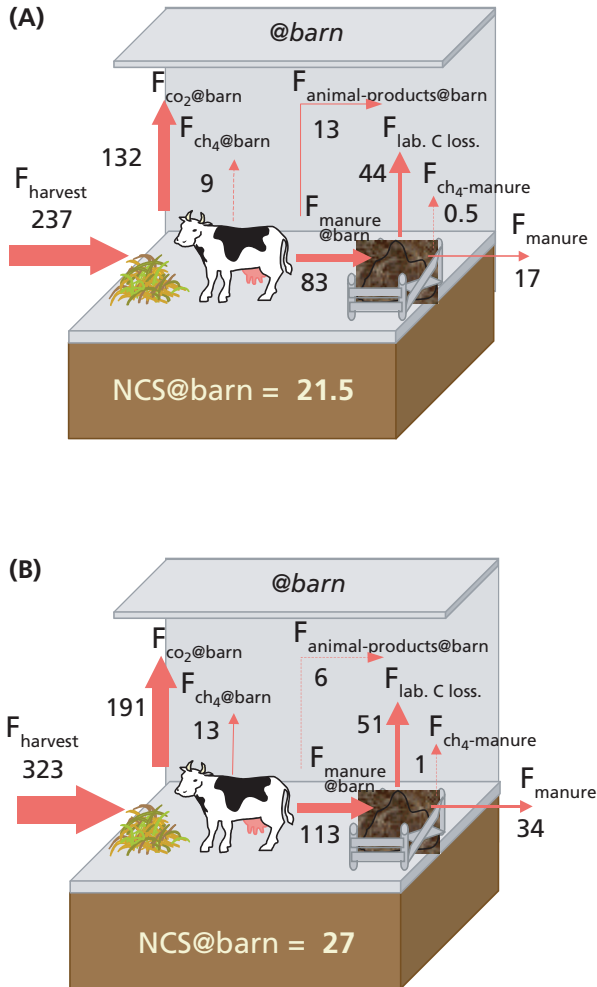 (A)
@barn
F co₂@barn
F animal-products@barn
F ch₄@barn
13
F lab. C loss.
132
44
F ch₄-manure
F harvest
9
237
F manure @barn
0.5
F manure
83
17
NCS@barn = 21.5
(B)
@barn
F co₂@barn
F animal-products@barn
F ch₄@barn
6
F lab. C loss.
191
13
51
F ch₄-manure
F harvest
323
F manure @barn
1
F manure
113
34
NCS@barn = 27